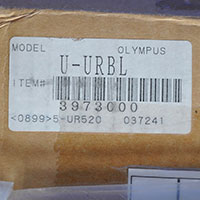 MODEL OLYMPUS
U-URBL
ITEM#
3973000
<0899>5-UR520 037241